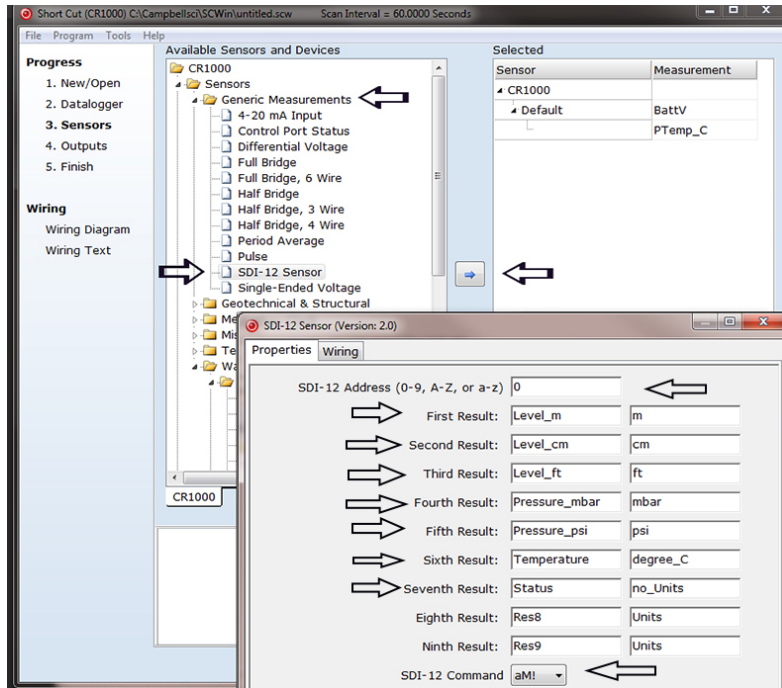 Short Cut (CR1000) C:\Campbellsci\SCWin\untitled.scw Scan Interval = 60.0000 Seconds
File Program Tools Help
Progress
1. New/Open
2. Datalogger
3. Sensors
4. Outputs
5. Finish
Wiring
Wiring Diagram
Wiring Text
Available Sensors and Devices
CR1000
Sensors
Generic Measurements
4-20 mA Input
Control Port Status
Differential Voltage
Full Bridge
Full Bridge, 6 Wire
Half Bridge
Half Bridge, 3 Wire
Half Bridge, 4 Wire
Period Average
Pulse
SDI-12 Sensor
Single-Ended Voltage
Geotechnical & Structural
Me
Mis
Te
Wa
CR1000
Selected
Sensor Measurement
CR1000
Default BattV
PTemp_C
SDI-12 Sensor (Version: 2.0)
Properties Wiring
SDI-12 Address (0-9, A-Z, or a-z) 0
First Result: Level_m m
Second Result: Level_cm cm
Third Result: Level_ft ft
Fourth Result: Pressure_mbar mbar
Fifth Result: Pressure_psi psi
Sixth Result: Temperature degree_C
Seventh Result: Status no_Units
Eighth Result: Res8 Units
Ninth Result: Res9 Units
SDI-12 Command aM!